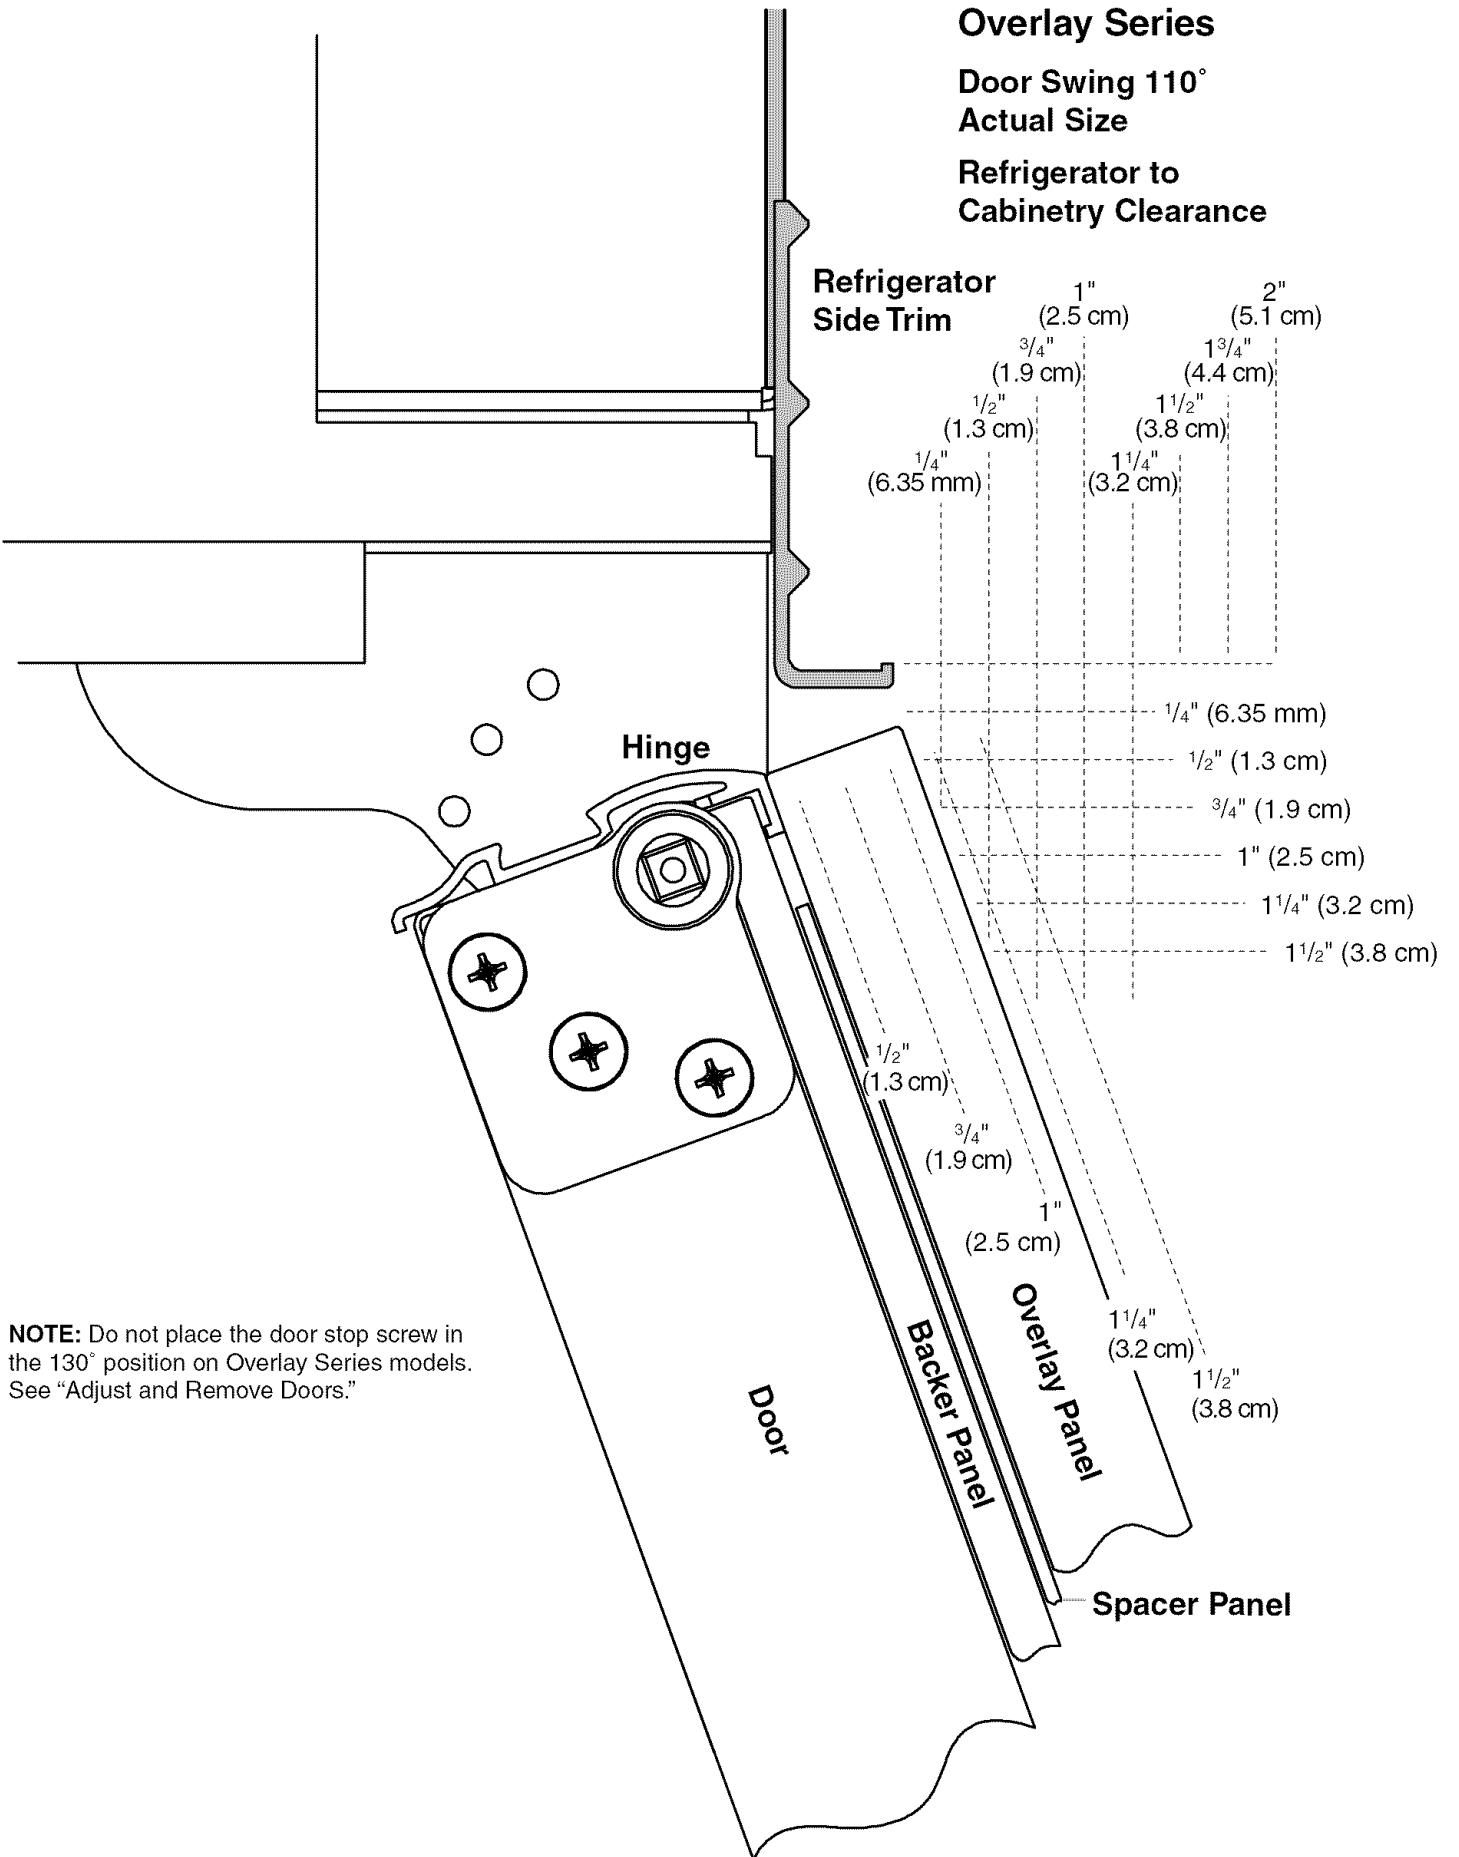 Overlay Series
Door Swing 110°
Actual Size
Refrigerator to
Cabinetry Clearance
Refrigerator
Side Trim
1"
(2.5 cm)
2"
(5.1 cm)
3/4"
(1.9 cm)
1 3/4"
(4.4 cm)
1/2"
(1.3 cm)
1 1/2"
(3.8 cm)
1/4"
(6.35 mm)
1 1/4"
(3.2 cm)
1/4" (6.35 mm)
Hinge
1/2" (1.3 cm)
3/4" (1.9 cm)
1" (2.5 cm)
1 1/4" (3.2 cm)
1 1/2" (3.8 cm)
1/2"
(1.3 cm)
3/4"
(1.9 cm)
1"
(2.5 cm)
1 1/4"
(3.2 cm)
1 1/2"
(3.8 cm)
NOTE: Do not place the door stop screw in
the 130° position on Overlay Series models.
See “Adjust and Remove Doors.”
Door
Backer Panel
Overlay Panel
Spacer Panel